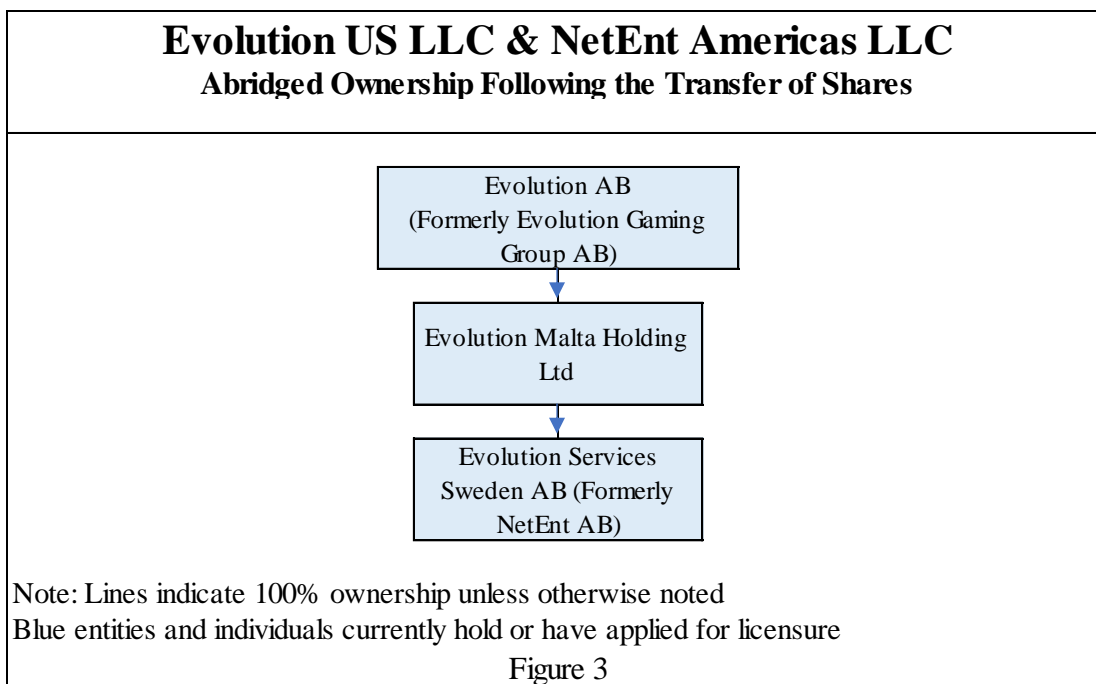 Evolution US LLC & NetEnt Americas LLC
Abridged Ownership Following the Transfer of Shares
Evolution AB
(Formerly Evolution Gaming
Group AB)
Evolution Malta Holding
Ltd
Evolution Services
Sweden AB (Formerly
NetEnt AB)
Note: Lines indicate 100% ownership unless otherwise noted
Blue entities and individuals currently hold or have applied for licensure
Figure 3